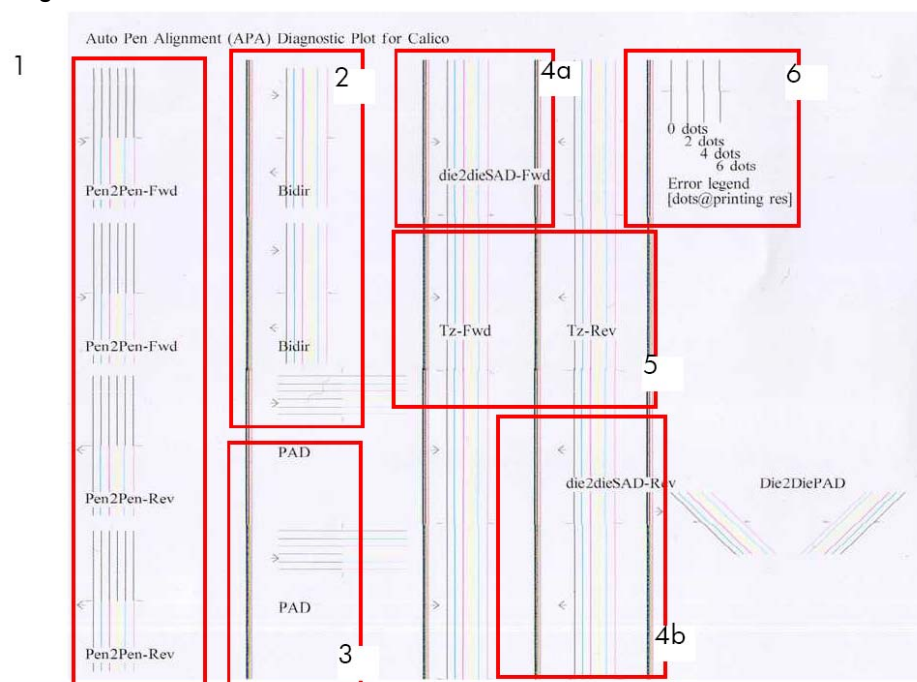 Auto Pen Alignment (APA) Diagnostic Plot for Calico
1
2
4a
6
0 dots
2 dots
4 dots
6 dots
Error legend
[dots@printing res]
Pen2Pen-Fwd
Bidir
die2dieSAD-Fwd
Pen2Pen-Fwd
Bidir
Tz-Fwd
Tz-Rev
5
PAD
Pen2Pen-Rev
die2dieSAD-Rev
Die2DiePAD
PAD
Pen2Pen-Rev
3
4b